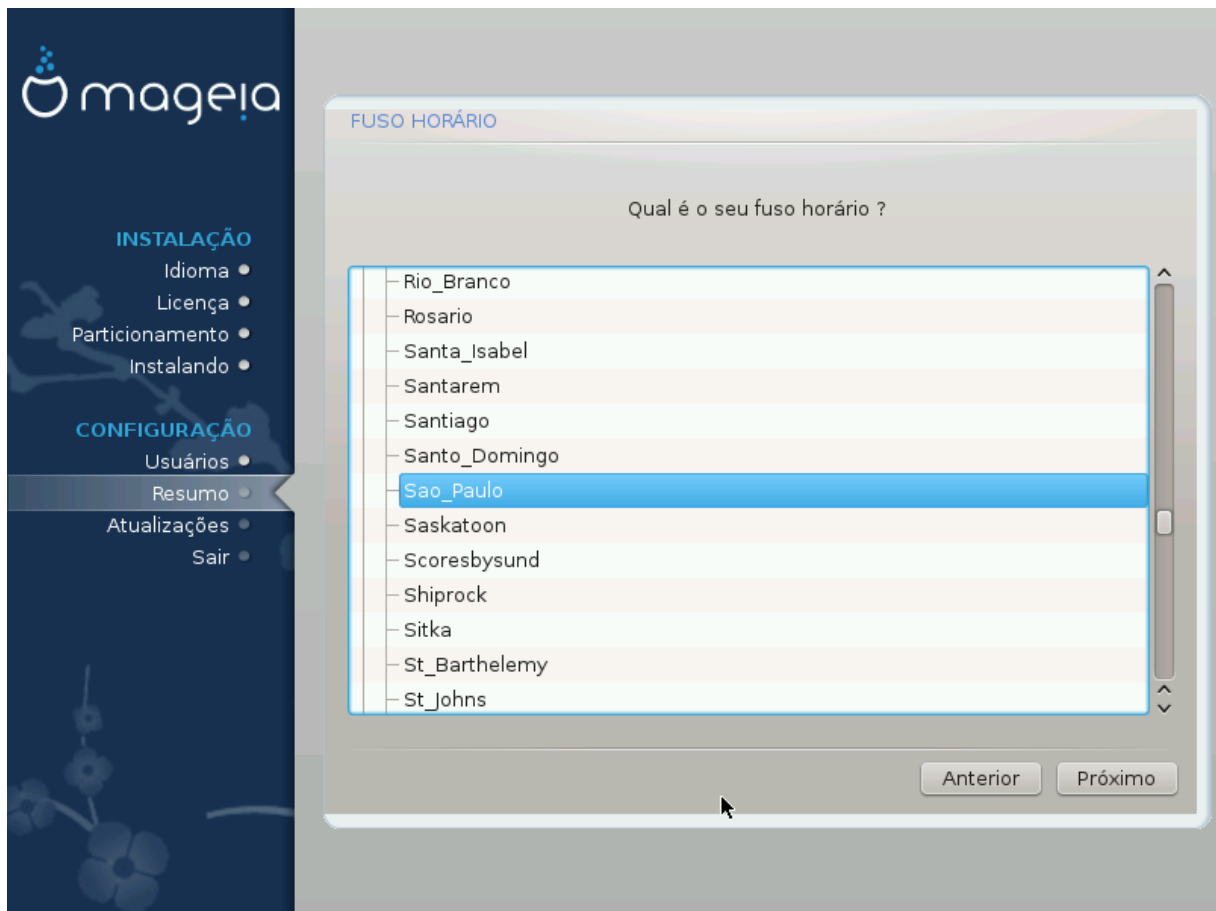 mageia
INSTALAÇÃO
Idioma
Licença
Particionamento
Instalando
CONFIGURAÇÃO
Usuários
Resumo
Atualizações
Sair
FUSO HORÁRIO
Qual é o seu fuso horário ?
Rio_Branco
Rosario
Santa_Isabel
Santarem
Santiago
Santo_Domingo
Sao_Paulo
Saskatoon
Scoresbysund
Shiprock
Sitka
St_Barthelemy
St_Johns
Anterior
Próximo